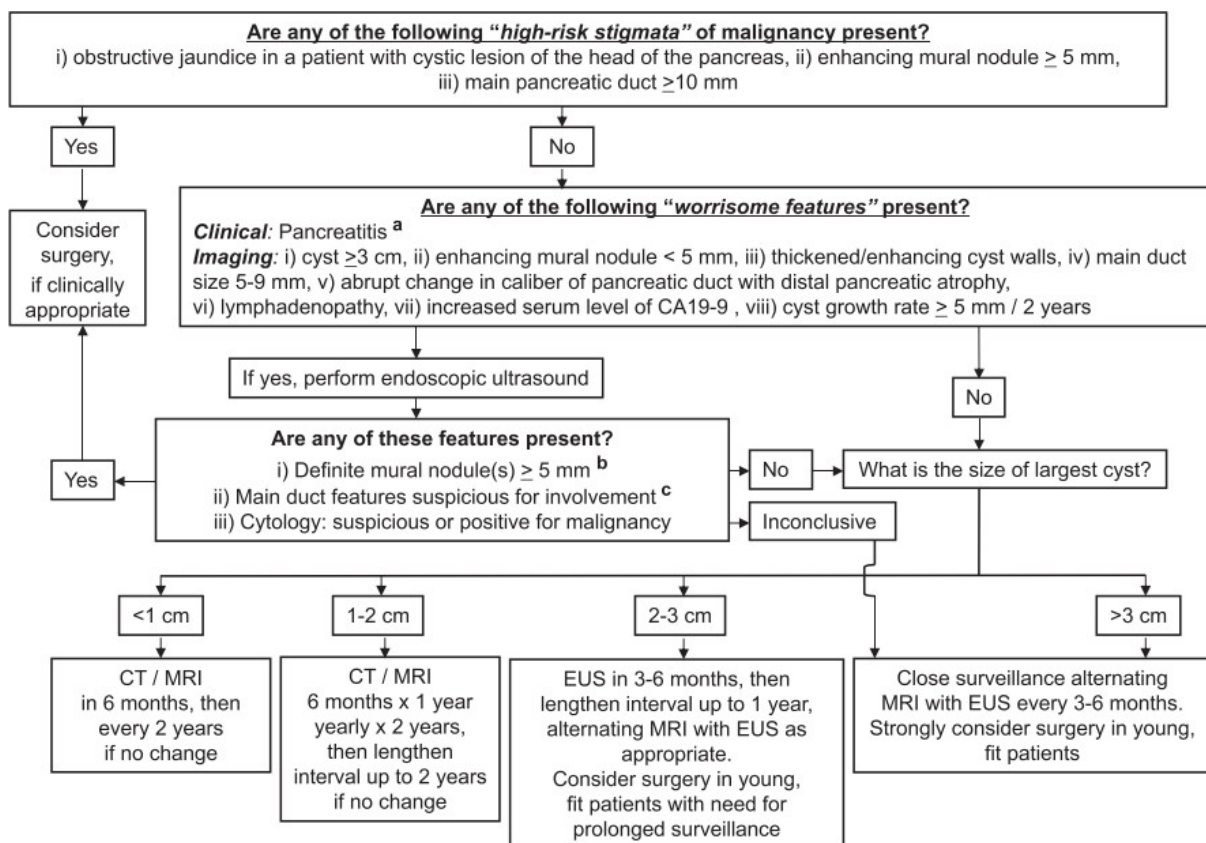 Are any of the following “high-risk stigmata” of malignancy present?
i) obstructive jaundice in a patient with cystic lesion of the head of the pancreas, ii) enhancing mural nodule ≥ 5 mm,
iii) main pancreatic duct ≥10 mm
Yes
No
Consider
surgery,
if clinically
appropriate
Are any of the following “worrisome features” present?
Clinical: Pancreatitis a
Imaging: i) cyst ≥3 cm, ii) enhancing mural nodule < 5 mm, iii) thickened/enhancing cyst walls, iv) main duct
size 5-9 mm, v) abrupt change in caliber of pancreatic duct with distal pancreatic atrophy,
vi) lymphadenopathy, vii) increased serum level of CA19-9 , viii) cyst growth rate ≥ 5 mm / 2 years
If yes, perform endoscopic ultrasound
No
Are any of these features present?
i) Definite mural nodule(s) ≥ 5 mm b
ii) Main duct features suspicious for involvement c
iii) Cytology: suspicious or positive for malignancy
Yes
No
What is the size of largest cyst?
Inconclusive
<1 cm
1-2 cm
2-3 cm
>3 cm
CT / MRI
in 6 months, then
every 2 years
if no change
CT / MRI
6 months x 1 year
yearly x 2 years,
then lengthen
interval up to 2 years
if no change
EUS in 3-6 months, then
lengthen interval up to 1 year,
alternating MRI with EUS as
appropriate.
Consider surgery in young,
fit patients with need for
prolonged surveillance
Close surveillance alternating
MRI with EUS every 3-6 months.
Strongly consider surgery in young,
fit patients